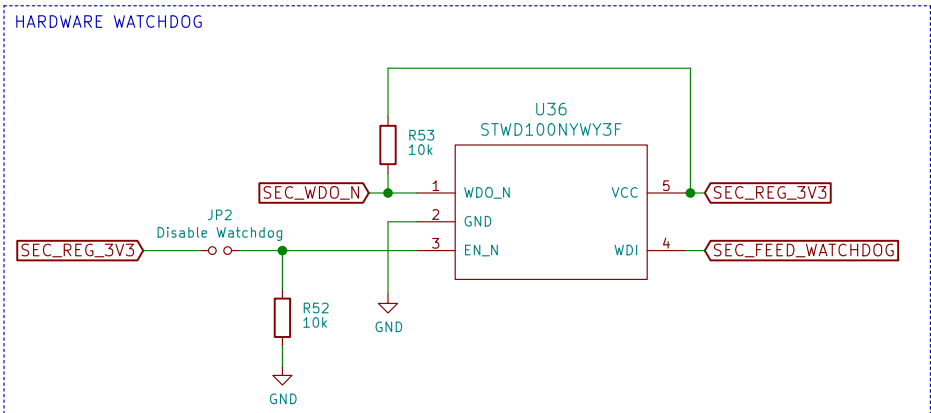 HARDWARE WATCHDOG
U36
STWD100NYWY3F
R53
10k
SEC_WDO_N
1
WDO_N
VCC
5
SEC_REG_3V3
2
GND
JP2
Disable Watchdog
SEC_REG_3V3
3
EN_N
WDI
4
SEC_FEED_WATCHDOG
R52
10k
GND
GND